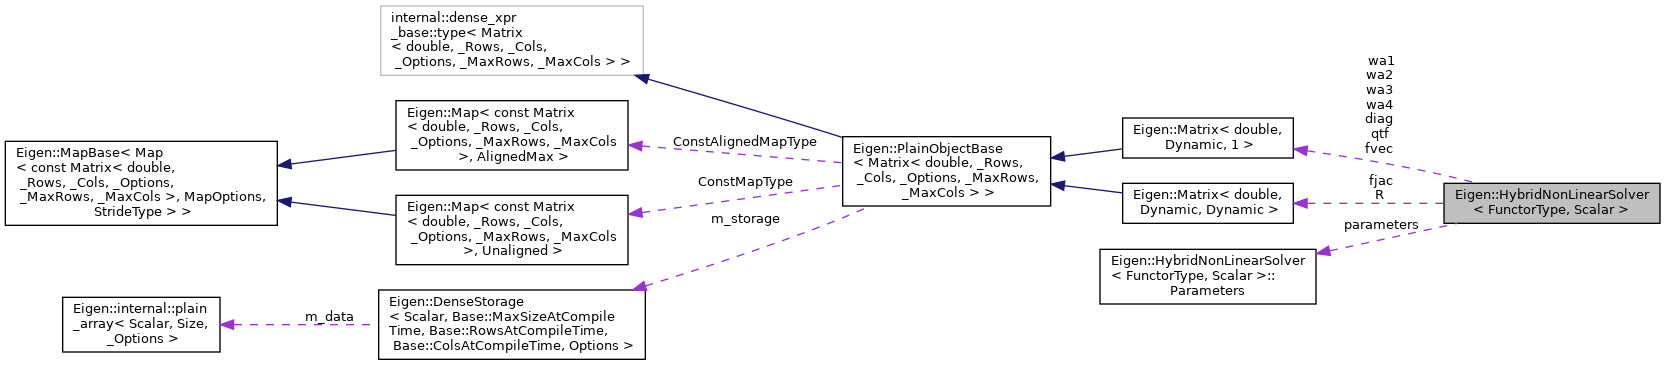 internal::dense_xpr
_base::type< Matrix
< double, _Rows, _Cols,
_Options, _MaxRows, _MaxCols > >
Eigen::MapBase< Map
< const Matrix< double,
_Rows, _Cols, _Options,
_MaxRows, _MaxCols >, MapOptions,
StrideType > >
Eigen::Map< const Matrix
< double, _Rows, _Cols,
_Options, _MaxRows, _MaxCols
>, AlignedMax >
Eigen::Map< const Matrix
< double, _Rows, _Cols,
_Options, _MaxRows, _MaxCols
>, Unaligned >
Eigen::internal::plain
_array< Scalar, Size,
_Options >
m_data
Eigen::DenseStorage
< Scalar, Base::MaxSizeAtCompile
Time, Base::RowsAtCompileTime,
Base::ColsAtCompileTime, Options >
ConstAlignedMapType
ConstMapType
m_storage
Eigen::PlainObjectBase
< Matrix< double, _Rows,
_Cols, _Options, _MaxRows,
_MaxCols > >
Eigen::Matrix< double,
Dynamic, 1 >
Eigen::Matrix< double,
Dynamic, Dynamic >
Eigen::HybridNonLinearSolver
< FunctorType, Scalar >::
Parameters
wa1
wa2
wa3
wa4
diag
qtf
fvec
fjac
R
parameters
Eigen::HybridNonLinearSolver
< FunctorType, Scalar >